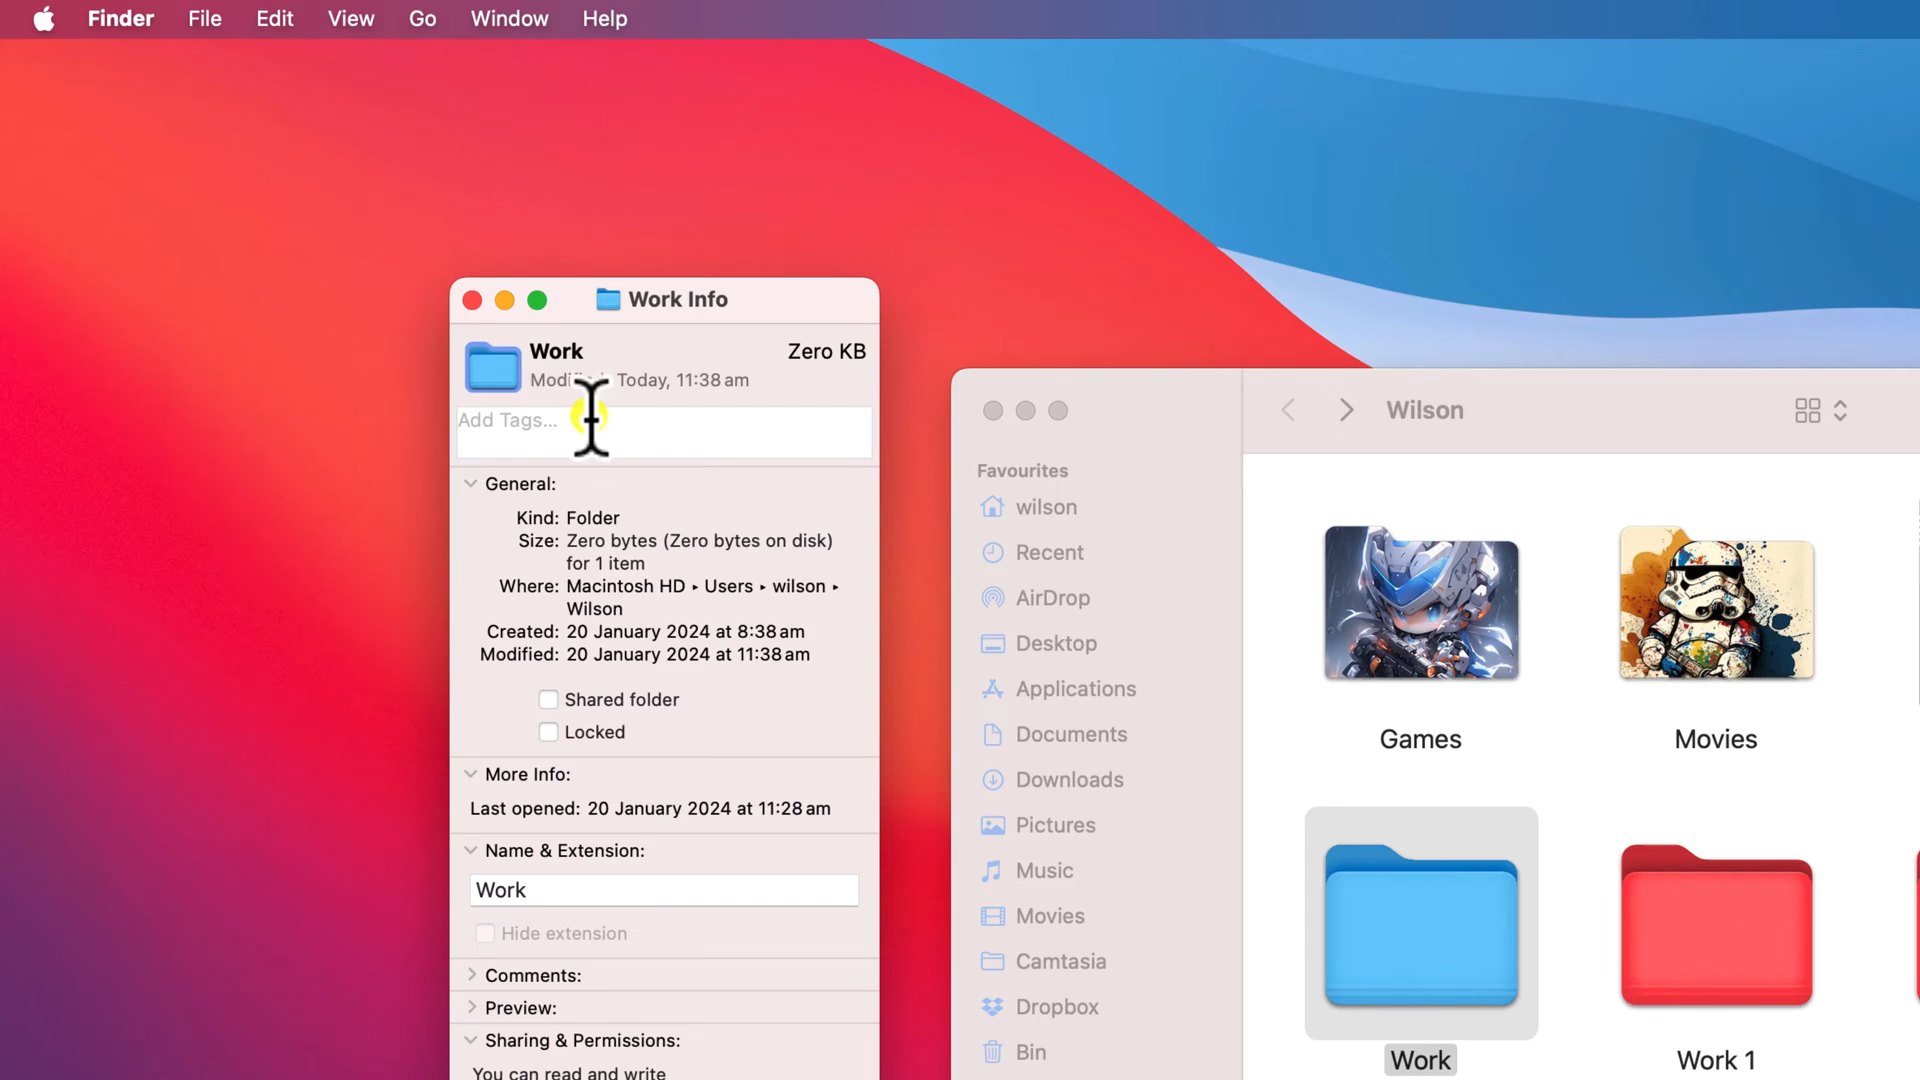 Finder File Edit View Go Window Help
Work Info
Work Zero KB
Today, 11:38 am
Add Tags...
General:
Kind: Folder
Size: Zero bytes (Zero bytes on disk)
for 1 item
Where: Macintosh HD ▸ Users ▸ wilson ▸
Wilson
Created: 20 January 2024 at 8:38 am
Modified: 20 January 2024 at 11:38 am
Shared folder
Locked
More Info:
Last opened: 20 January 2024 at 11:28 am
Name & Extension:
Work
Hide extension
Comments:
Preview:
Sharing & Permissions:
You can read and write
Wilson
Favourites
wilson
Recent
AirDrop
Desktop
Applications
Documents
Downloads
Pictures
Music
Movies
Camtasia
Dropbox
Bin
Games
Movies
Work
Work 1